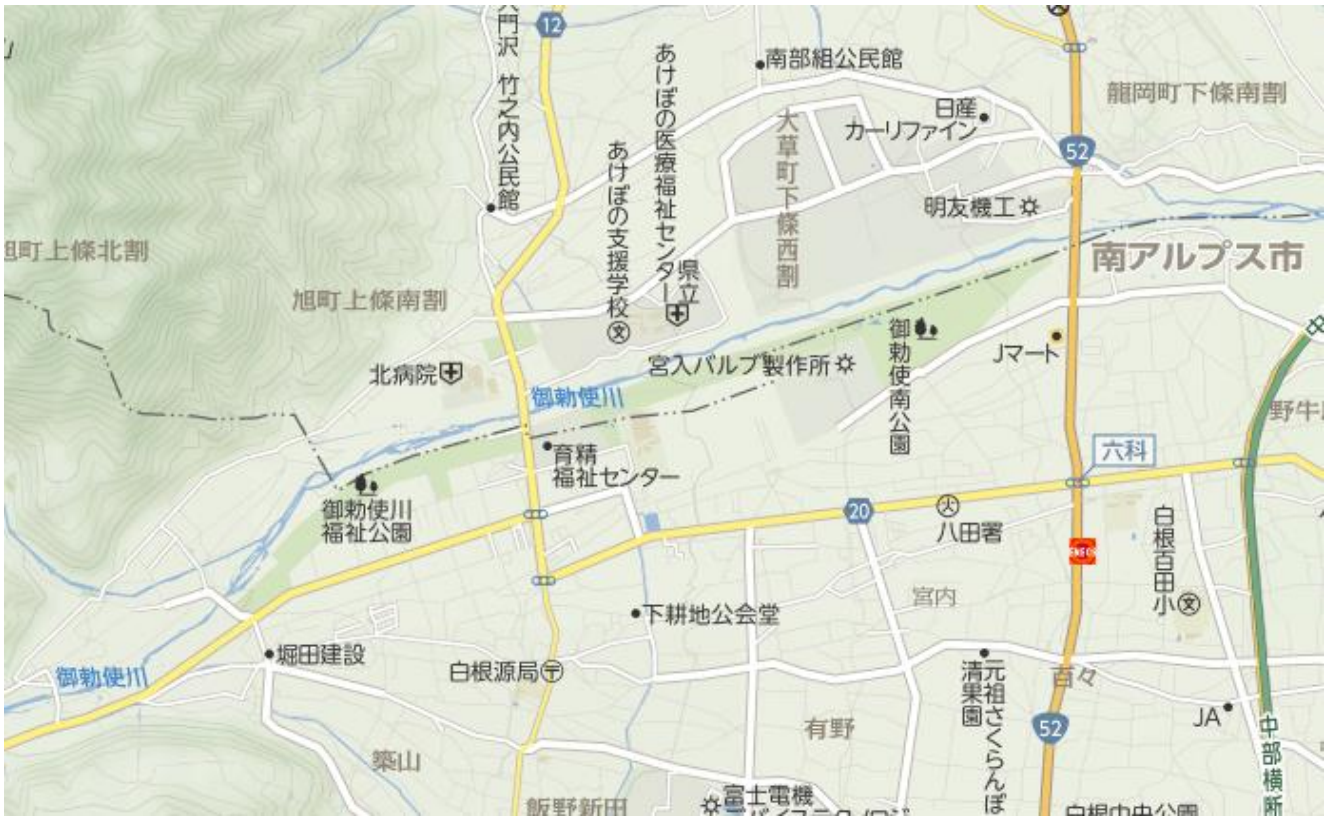 12
大門沢
竹之内公民館
あけぼの医療福祉センター
県立
あけぼの支援学校
南部組公民館
日産
カーリファイン
龍岡町下條南割
52
大草町下條西割
明友機工
旭町上條北割
旭町上條南割
南アルプス市
北病院
宮入バルブ製作所
御勅使南公園
Jマート
御勅使川
野牛
六科
育精
福祉センター
御勅使川
福祉公園
20
八田署
ENEOS
白根百田小
宮内
下耕地公会堂
堀田建設
御勅使川
白根源局
元祖さくらんぼ
清果園
百々
JA
有野
52
築山
飯野新田
富士電機
白根中央公園
中部横断